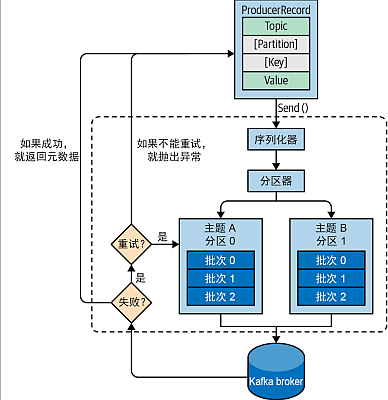 ProducerRecord
Topic
[Partition]
[Key]
Value
Send ()
如果成功，
就返回元数据
如果不能重试，
就抛出异常
序列化器
分区器
重试？
是
主题 A
分区 0
批次 0
批次 1
批次 2
主题 B
分区 1
批次 0
批次 1
批次 2
是
失败？
Kafka broker